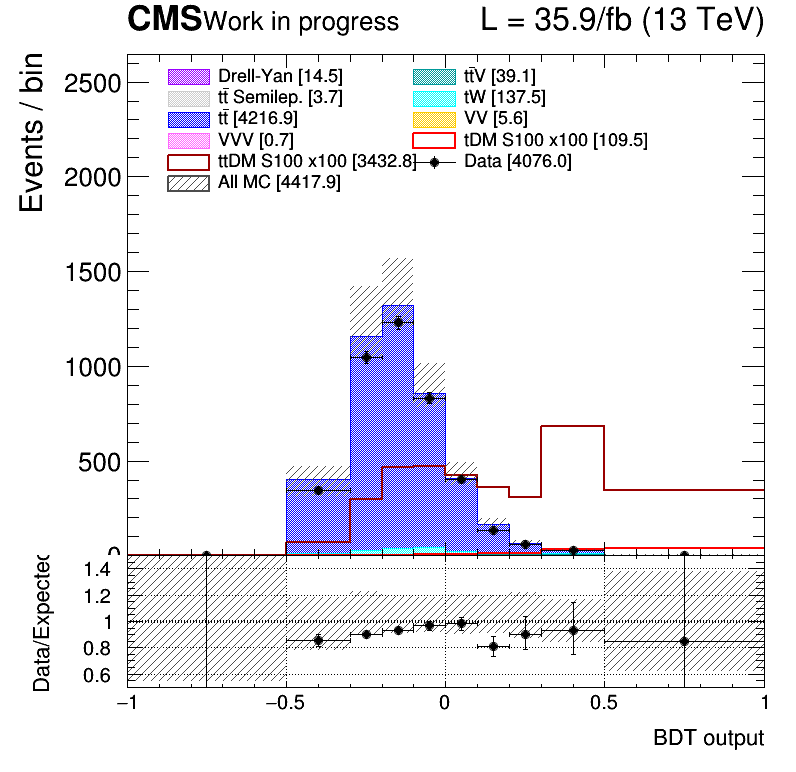 CMS Work in progress L = 35.9/fb (13 TeV)
Events / bin
Drell-Yan [14.5] tt̄V [39.1]
tt̄ Semilep. [3.7] tW [137.5]
tt̄ [4216.9] VV [5.6]
VVV [0.7] tDM S100 x100 [109.5]
ttDM S100 x100 [3432.8] Data [4076.0]
All MC [4417.9]
2500
2000
1500
1000
500
0
Data/Expected
1.4
1.2
1
0.8
0.6
−1 −0.5 0 0.5 1
BDT output